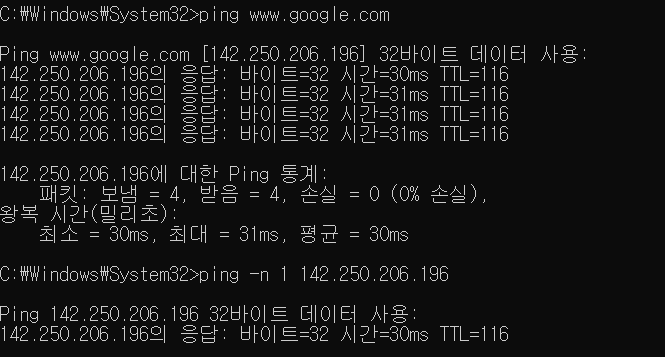 C:₩Windows₩System32>ping www.google.com
Ping www.google.com [142.250.206.196] 32바이트 데이터 사용:
142.250.206.196의 응답: 바이트=32 시간=30ms TTL=116
142.250.206.196의 응답: 바이트=32 시간=31ms TTL=116
142.250.206.196의 응답: 바이트=32 시간=31ms TTL=116
142.250.206.196의 응답: 바이트=32 시간=31ms TTL=116
142.250.206.196에 대한 Ping 통계:
패킷: 보냄 = 4, 받음 = 4, 손실 = 0 (0% 손실),
왕복 시간(밀리초):
최소 = 30ms, 최대 = 31ms, 평균 = 30ms
C:₩Windows₩System32>ping -n 1 142.250.206.196
Ping 142.250.206.196 32바이트 데이터 사용:
142.250.206.196의 응답: 바이트=32 시간=30ms TTL=116